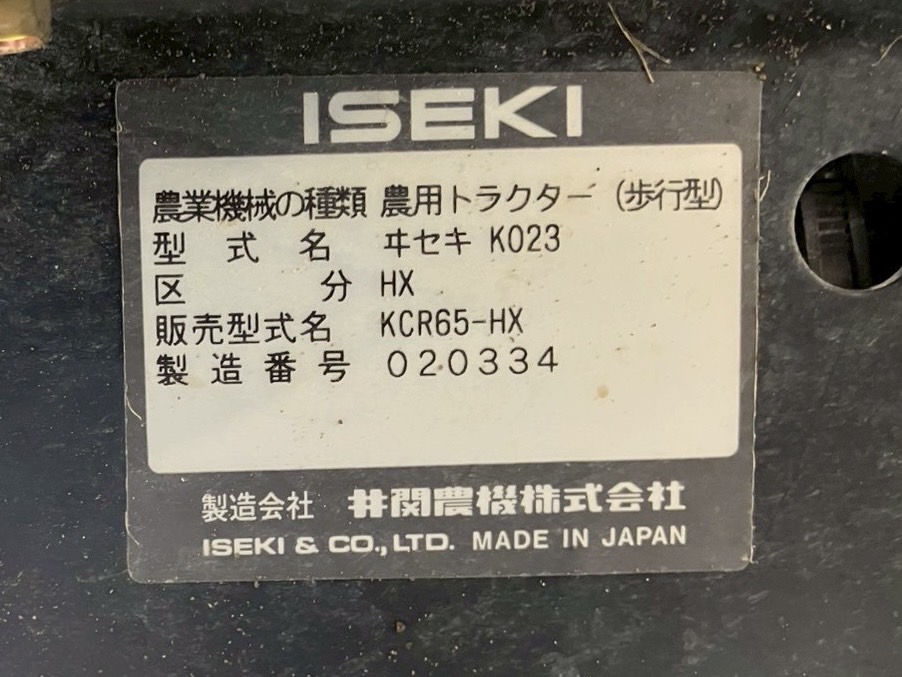 ISEKI
農業機械の種類 農用トラクター (歩行型)
型式名 ヰセキ K023
区分 HX
販売型式名 KCR65-HX
製造番号 020334
製造会社 井関農機株式会社
ISEKI & CO.,LTD. MADE IN JAPAN